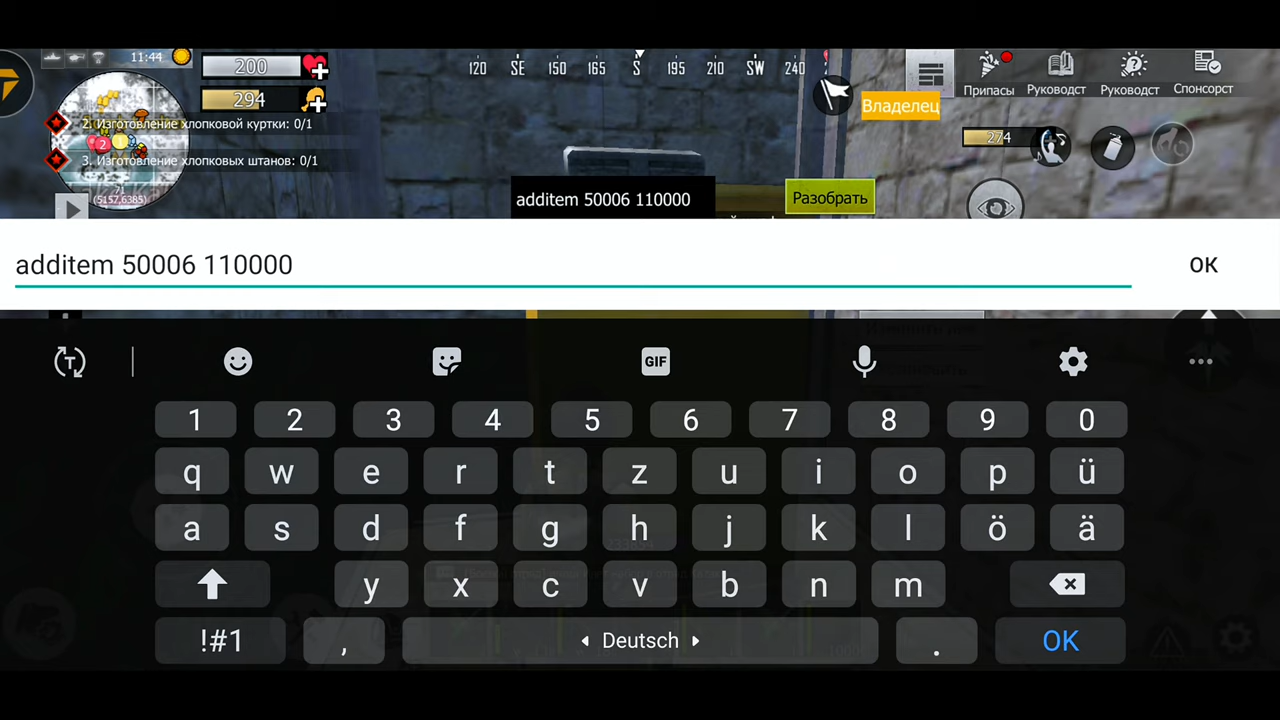 11:44
200
294
2. Изготовление хлопковой куртки: 0/1
3. Изготовление хлопковых штанов: 0/1
(5157,6385)
120 SE 150 165 S 195 210 SW 240
Владелец
Припасы
Руководст
Руководст
Спонсорст
274
additem 50006 110000
Разобрать
additem 50006 110000
OK
GIF
1 2 3 4 5 6 7 8 9 0
q w e r t z u i o p ü
a s d f g h j k l ö ä
y x c v b n m
!#1 , Deutsch . OK